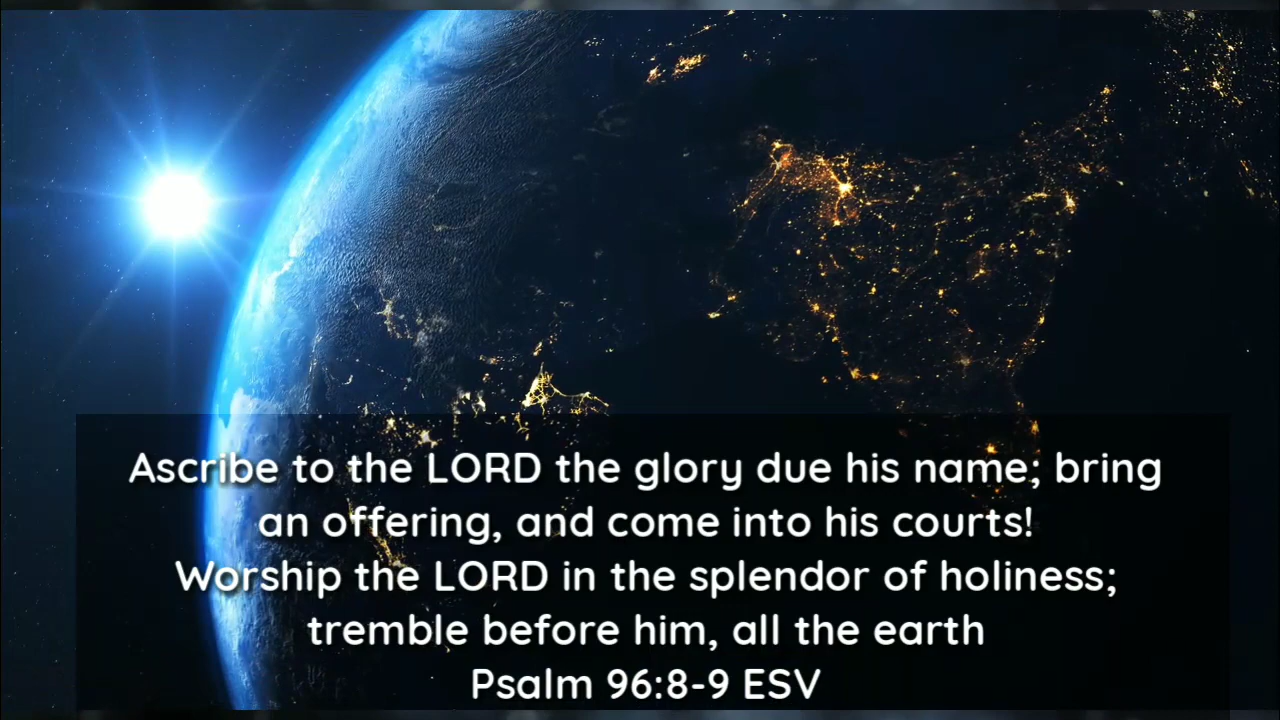 Ascribe to the LORD the glory due his name; bring
an offering, and come into his courts!
Worship the LORD in the splendor of holiness;
tremble before him, all the earth
Psalm 96:8-9 ESV